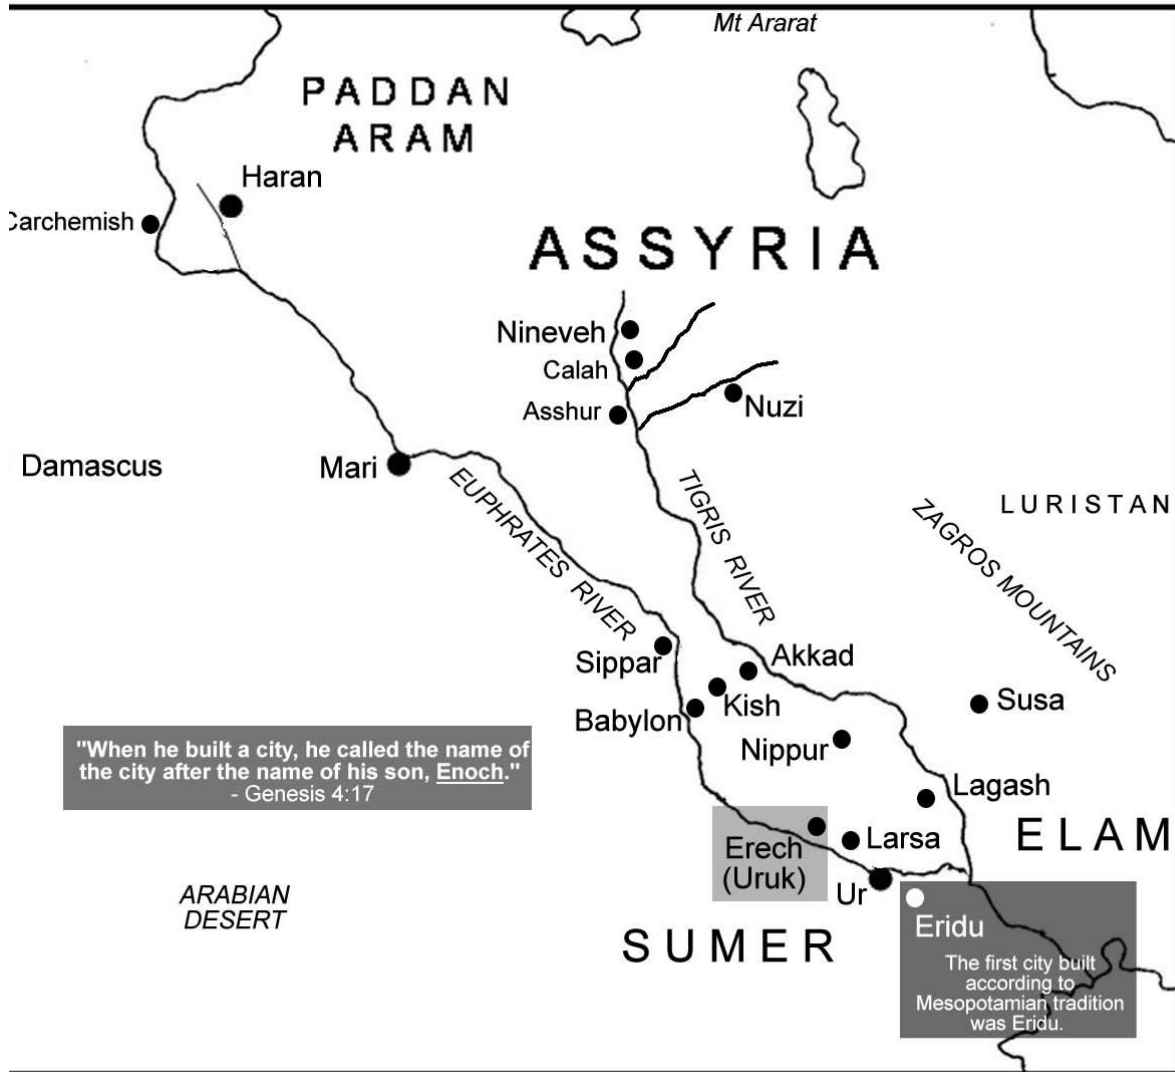 Mt Ararat
PADDAN
ARAM
Haran
Carchemish
ASSYRIA
Nineveh
Calah
Asshur
Nuzi
Damascus
Mari
EUPHRATES RIVER
TIGRIS RIVER
LURISTAN
ZAGROS MOUNTAINS
Sippar
Akkad
Kish
Babylon
Susa
Nippur
"When he built a city, he called the name of
the city after the name of his son, Enoch."
- Genesis 4:17
Lagash
ELAM
Larsa
Erech
(Uruk)
Ur
ARABIAN
DESERT
SUMER
Eridu
The first city built
according to
Mesopotamian tradition
was Eridu.